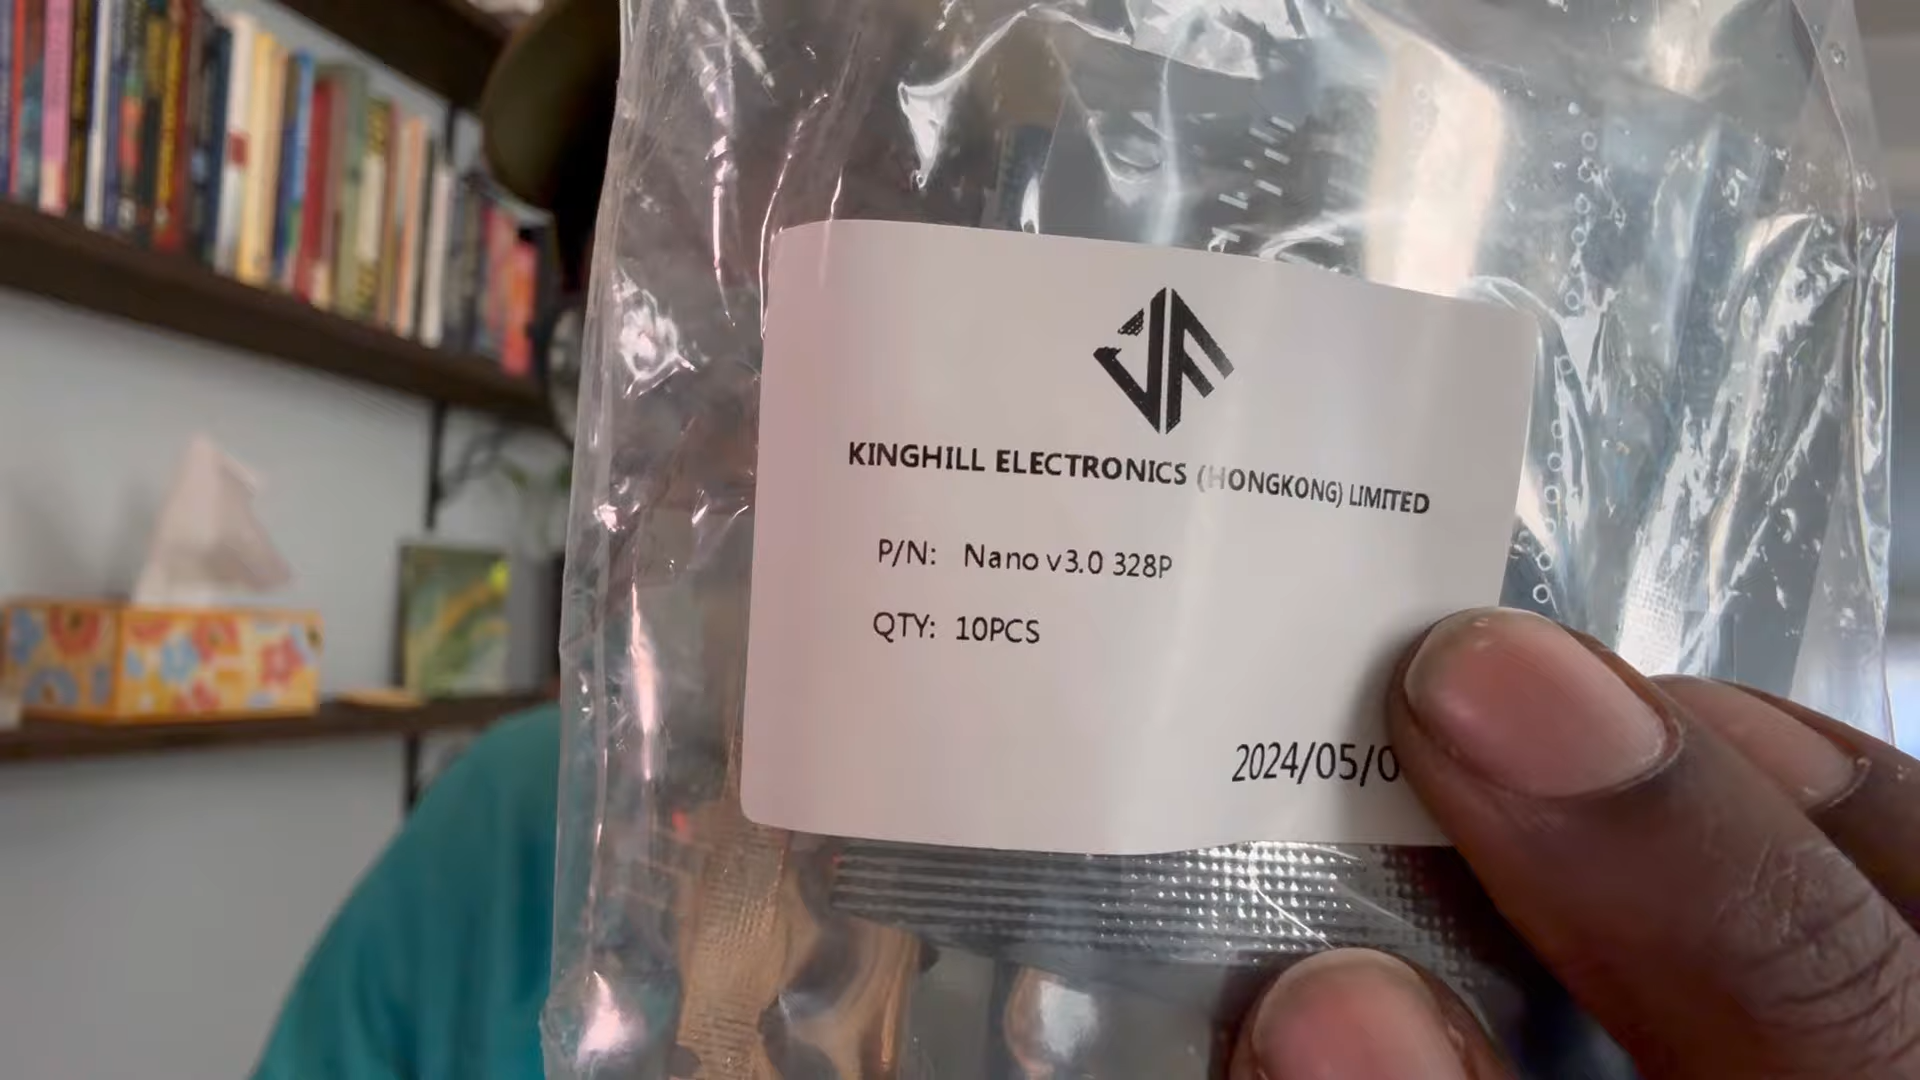 KINGHILL ELECTRONICS (HONGKONG) LIMITED
P/N: Nano v3.0 328P
QTY: 10PCS
2024/05/0